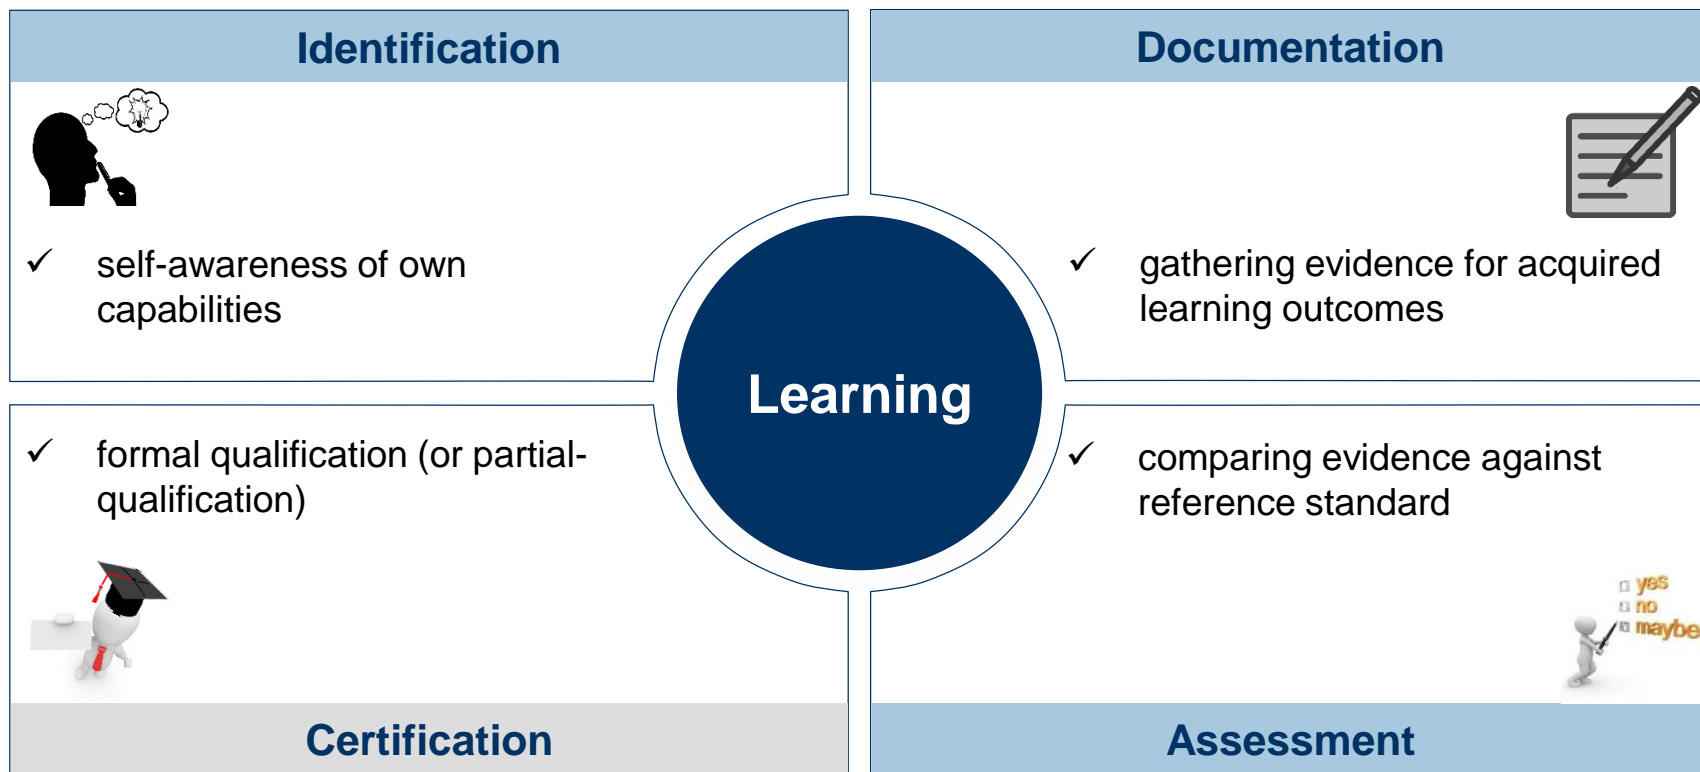 Identification
Documentation
✓ self-awareness of own
capabilities
✓ gathering evidence for acquired
learning outcomes
Learning
✓ formal qualification (or partial-
qualification)
✓ comparing evidence against
reference standard
yes
no
maybe
Certification
Assessment